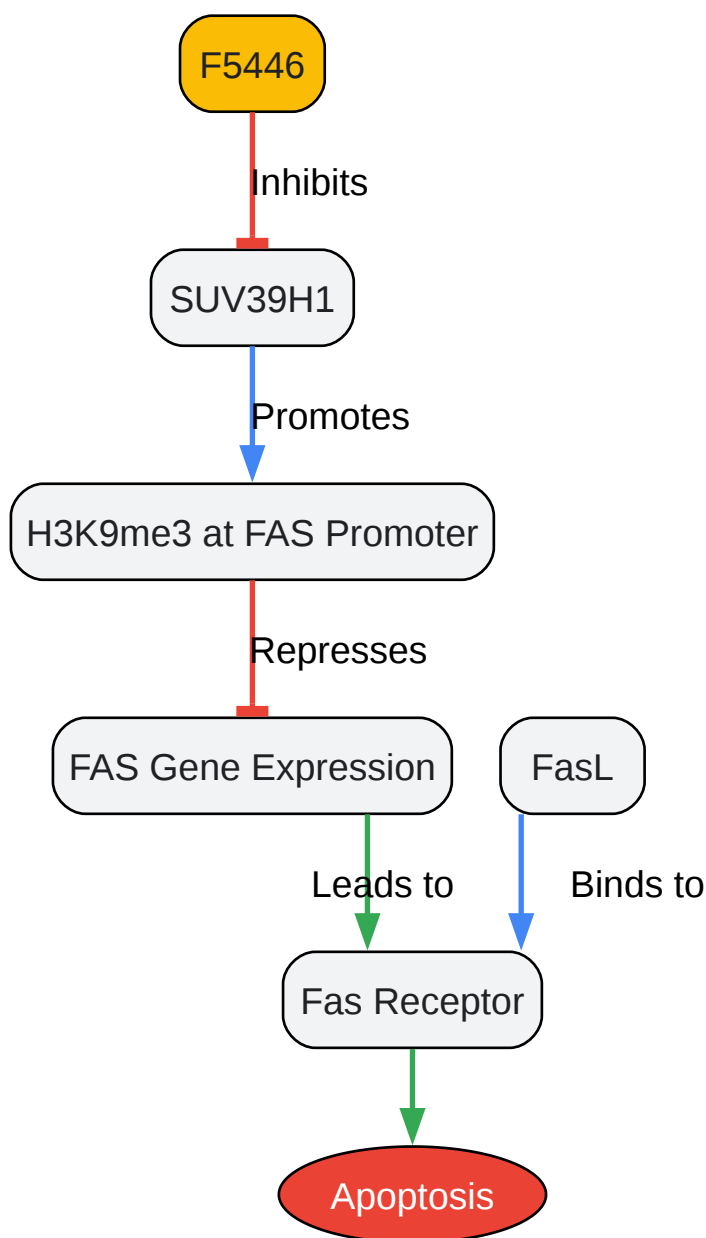 F5446
Inhibits
SUV39H1
Promotes
H3K9me3 at FAS Promoter
Represses
FAS Gene Expression
FasL
Leads to
Binds to
Fas Receptor
Apoptosis